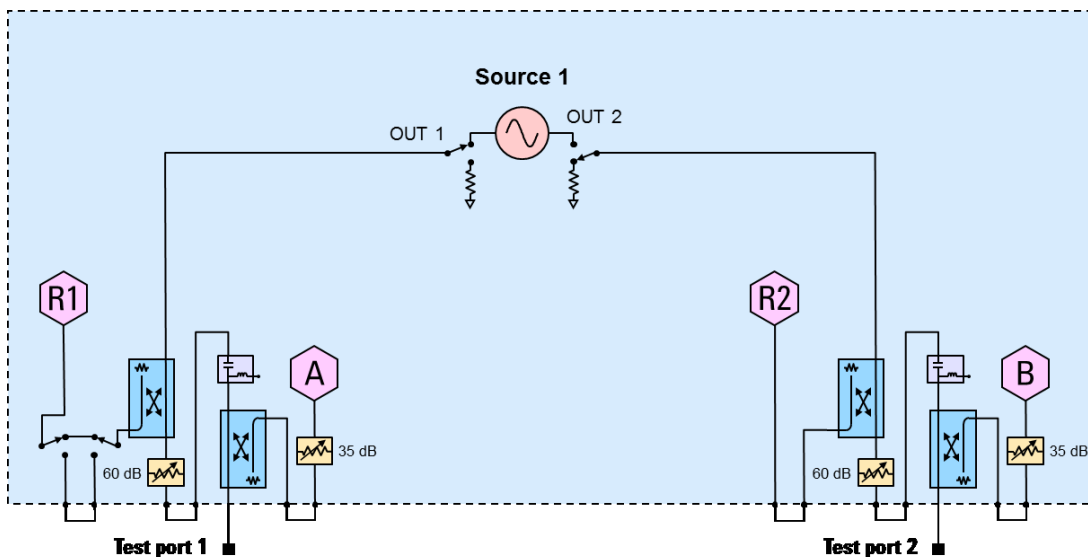 Source 1
OUT 1
OUT 2
R1
A
R2
B
60 dB
35 dB
60 dB
35 dB
Test port 1
Test port 2